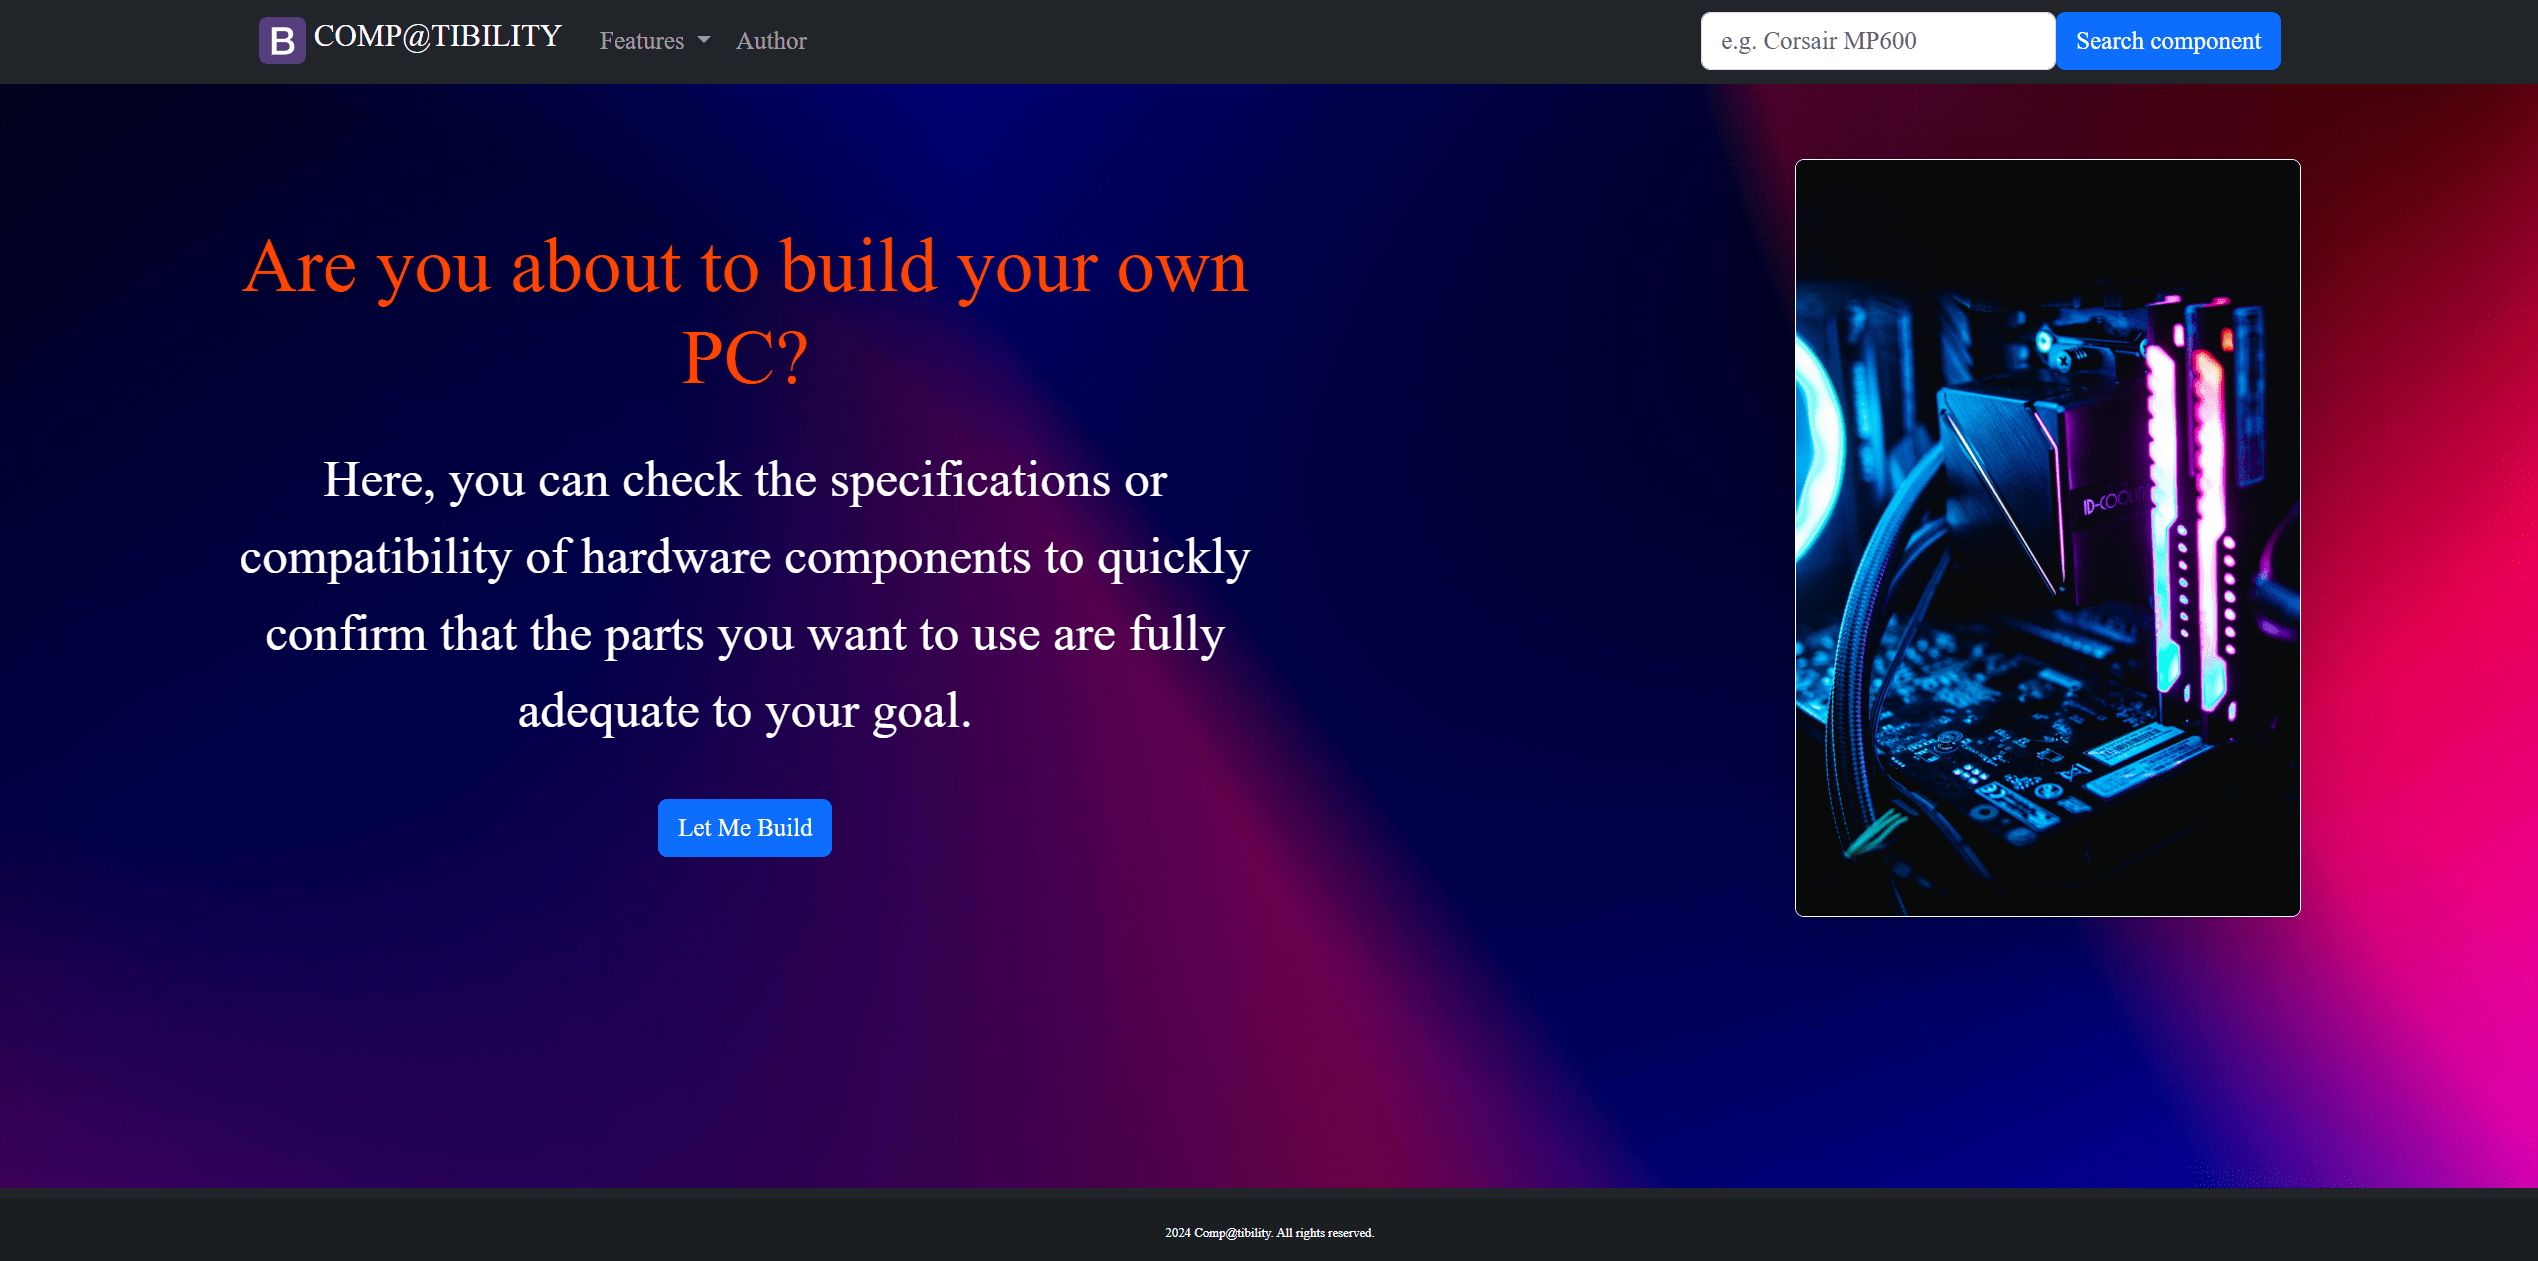 B COMP@TIBILITY Features Author e.g. Corsair MP600 Search component
Are you about to build your own
PC?
Here, you can check the specifications or
compatibility of hardware components to quickly
confirm that the parts you want to use are fully
adequate to your goal.
Let Me Build
ID-COOLING
2024 Comp@tibility. All rights reserved.